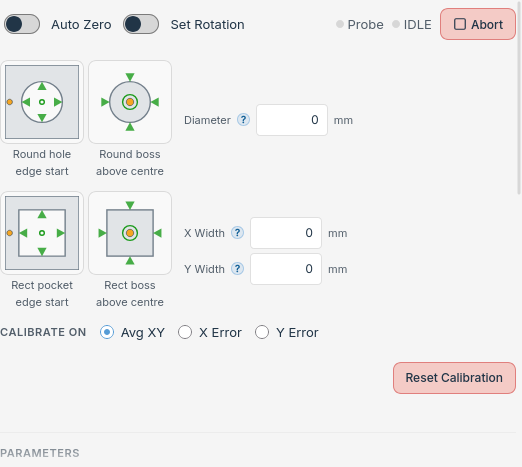 Auto Zero Set Rotation Probe IDLE Abort
Round hole
edge start
Round boss
above centre
Diameter ? 0 mm
Rect pocket
edge start
Rect boss
above centre
X Width ? 0 mm
Y Width ? 0 mm
CALIBRATE ON Avg XY X Error Y Error
Reset Calibration
PARAMETERS